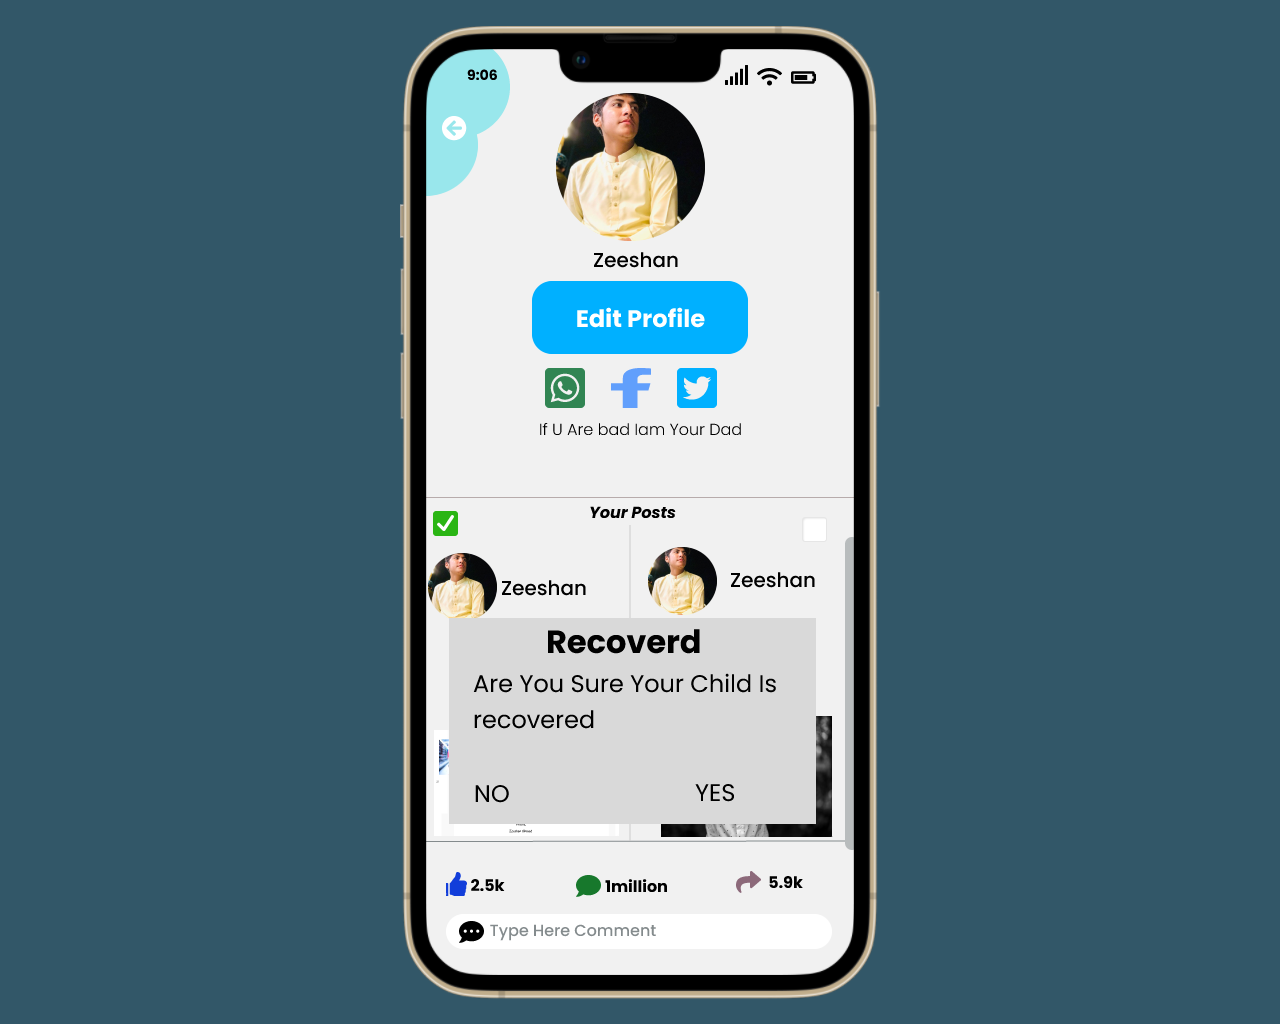 9:06
Zeeshan
Edit Profile
If U Are bad Iam Your Dad
Your Posts
Zeeshan
Zeeshan
Recoverd
Are You Sure Your Child Is
recovered
NO
YES
2.5k
1million
5.9k
Type Here Comment